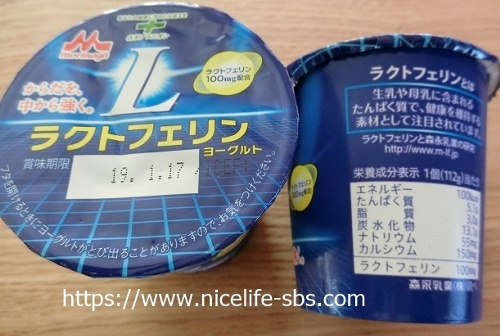 morinaga
L
からだを、
中から強く。
ラクトフェリン
100mg配合
ラクトフェリン
ヨーグルト
賞味期限
19. 1.17
フタを開けるときにヨーグルトがとび出ることがありますのでお気をつけください。
ラクトフェリンとは
生乳や母乳に含まれる
たんぱく質で、健康を維持する
素材として注目されています。
ラクトフェリンと森永乳業の研究
http://www.m-lf.jp
栄養成分表示 1個(112g)当たり
エネルギー 100kcal
たんぱく質
脂質 3.0
炭水化物 13.1
ナトリウム 55mg
カルシウム 150mg
ラクトフェリン 100mg
森永乳業(株)
https://www.nicelife-sbs.com